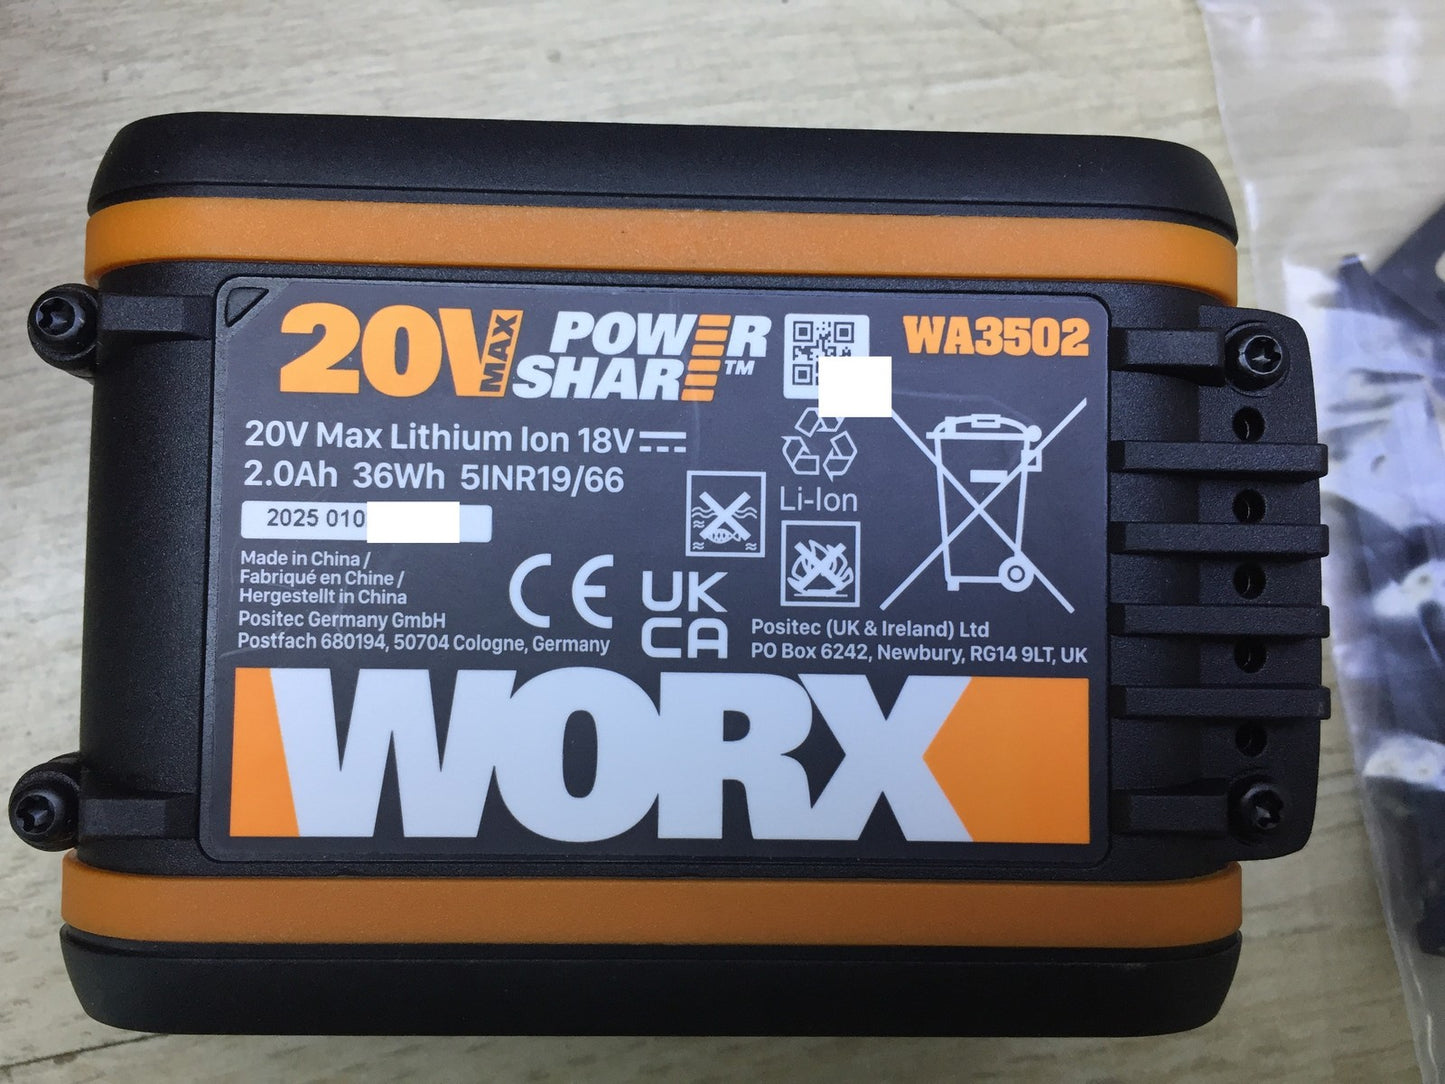 20V MAX POWER SHARE™
WA3502
20V Max Lithium Ion 18V
2.0Ah 36Wh 5INR19/66
2025 010
Li-Ion
Made in China /
Fabriqué en Chine /
Hergestellt in China
Positec Germany GmbH
Postfach 680194, 50704 Cologne, Germany
CE
UK
CA
Positec (UK & Ireland) Ltd
PO Box 6242, Newbury, RG14 9LT, UK
WORX